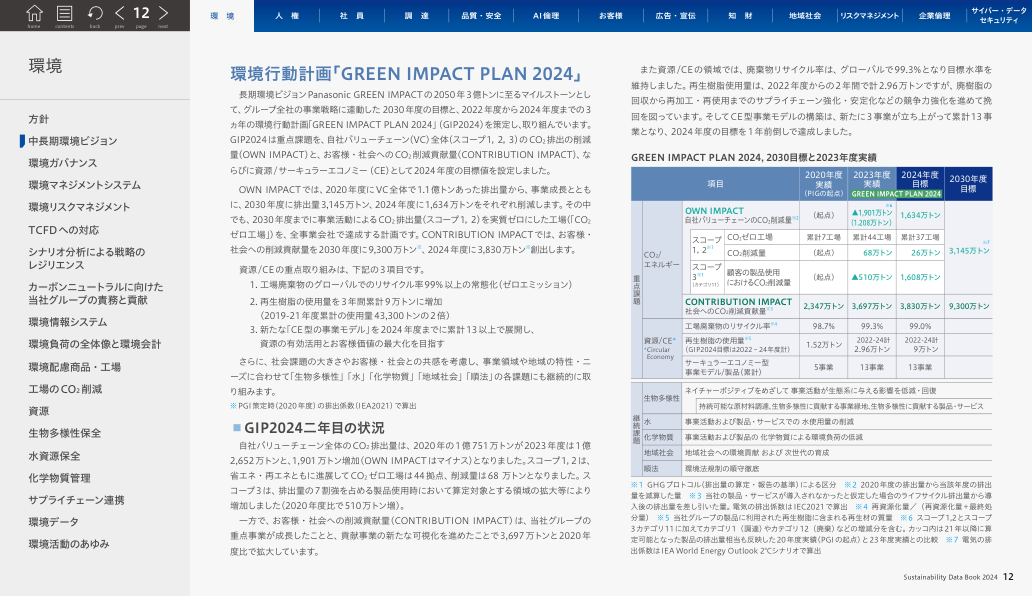 home contents back prev 12 page next
環 境
人 権
社 員
調 達
品質・安全
AI倫理
お客様
広告・宣伝
知 財
地域社会
リスクマネジメント
企業倫理
サイバー・データ
セキュリティ
環境
方針
中長期環境ビジョン
環境ガバナンス
環境マネジメントシステム
環境リスクマネジメント
TCFDへの対応
シナリオ分析による戦略の
レジリエンス
カーボンニュートラルに向けた
当社グループの責務と貢献
環境情報システム
環境負荷の全体像と環境会計
環境配慮商品・工場
工場のCO₂削減
資源
生物多様性保全
水資源保全
化学物質管理
サプライチェーン連携
環境データ
環境活動のあゆみ
環境行動計画「GREEN IMPACT PLAN 2024」
長期環境ビジョンPanasonic GREEN IMPACTの2050年3億トンに至るマイルストーンとし
て、グループ全社の事業戦略に連動した2030年度の目標と、2022年度から2024年度までの3
ヵ年の環境行動計画「GREEN IMPACT PLAN 2024」(GIP2024)を策定し、取り組んでいます。
GIP2024は重点課題を、自社バリューチェーン(VC)全体(スコープ1, 2, 3)のCO₂排出の削減
量(OWN IMPACT)と、お客様・社会へのCO₂削減貢献量(CONTRIBUTION IMPACT)、な
らびに資源/サーキュラーエコノミー(CE)として2024年度の目標値を設定しました。
OWN IMPACTでは、2020年度にVC全体で1.1億トンあった排出量から、事業成長ととも
に、2030年度に排出量3,145万トン、2024年度に1,634万トンをそれぞれ削減します。その中
でも、2030年度までに事業活動によるCO₂排出量(スコープ1, 2)を実質ゼロにした工場(「CO₂
ゼロ工場」)を、全事業会社で達成する計画です。CONTRIBUTION IMPACTでは、お客様・
社会への削減貢献量を2030年度に9,300万トン※、2024年度に3,830万トン※創出します。
資源/CEの重点取り組みは、下記の3項目です。
1. 工場廃棄物のグローバルでのリサイクル率99%以上の常態化(ゼロエミッション)
2. 再生樹脂の使用量を3年間累計9万トンに増加
(2019-21年度累計の使用量43,300トンの2倍)
3. 新たな「CE型の事業モデル」を2024年度までに累計13以上で展開し、
資源の有効活用とお客様価値の最大化を目指す
さらに、社会課題の大きさやお客様・社会との共感を考慮し、事業領域や地域の特性・ニ
ーズに合わせて「生物多様性」「水」「化学物質」「地域社会」「順法」の各課題にも継続的に取
り組みます。
※ PGI策定時(2020年度)の排出係数(IEA2021)で算出
GIP2024二年目の状況
自社バリューチェーン全体のCO₂排出量は、2020年の1億751万トンが2023年度は1億
2,652万トンと、1,901万トン増加(OWN IMPACTはマイナス)となりました。スコープ1, 2は、
省エネ・再エネともに進展してCO₂ゼロ工場は44拠点、削減量は68万トンとなりました。ス
コープ3は、排出量の7割強を占める製品使用時において算定対象とする領域の拡大等により
増加しました(2020年度比で510万トン増)。
一方で、お客様・社会への削減貢献量(CONTRIBUTION IMPACT)は、当社グループの
重点事業が成長したことと、貢献事業の新たな可視化を進めたことで3,697万トンと2020年
度比で拡大しています。
また資源/CEの領域では、廃棄物リサイクル率は、グローバルで99.3%となり目標水準を
維持しました。再生樹脂使用量は、2022年度からの2年間で計2.96万トンですが、廃樹脂の
回収から再加工・再使用までのサプライチェーン強化・安定化などの競争力強化を進めて挽
回を図っています。そしてCE型事業モデルの構築は、新たに3事業が立ち上がって累計13事
業となり、2024年度の目標を1年前倒しで達成しました。
GREEN IMPACT PLAN 2024, 2030目標と2023年度実績
項目 2020年度 実績 (PIGの起点) 2023年度 実績 2024年度 目標 2030年度 目標
GREEN IMPACT PLAN 2024
重点課題
CO₂/ エネルギー
OWN IMPACT
自社バリューチェーンのCO₂削減量※2 (起点) ※6 ▲1,901万トン (1,208万トン) 1,634万トン ※7 3,145万トン
スコープ 1, 2※1 CO₂ゼロ工場 累計7工場 累計44工場 累計37工場
CO₂削減量 (起点) 68万トン 26万トン
スコープ 3※1 (カテゴリ11) 顧客の製品使用 におけるCO₂削減量 (起点) ▲510万トン 1,608万トン
CONTRIBUTION IMPACT
社会へのCO₂削減貢献量※3 2,347万トン 3,697万トン 3,830万トン 9,300万トン
資源/CE* *Circular Economy
工場廃棄物のリサイクル率※4 98.7% 99.3% 99.0%
再生樹脂の使用量※5 (GIP2024目標は2022－24年度計) 1.52万トン 2022-24計 2.96万トン 2022-24計 9万トン
サーキュラーエコノミー型 事業モデル/製品(累計) 5事業 13事業 13事業
継続課題
生物多様性 ネイチャーポジティブをめざして 事業活動が生態系に与える影響を低減・回復
持続可能な原材料調達、生物多様性に貢献する事業緑地、生物多様性に貢献する製品・サービス
水 事業活動および製品・サービスでの 水使用量の削減
化学物質 事業活動および製品の 化学物質による環境負荷の低減
地域社会 地域社会への環境貢献 および 次世代の育成
順法 環境法規制の順守徹底
※1 GHGプロトコル(排出量の算定・報告の基準)による区分 ※2 2020年度の排出量から当該年度の排出
量を減算した量 ※3 当社の製品・サービスが導入されなかったと仮定した場合のライフサイクル排出量から導
入後の排出量を差し引いた量。電気の排出係数はIEC2021で算出 ※4 再資源化量／(再資源化量＋最終処
分量) ※5 当社グループの製品に利用された再生樹脂に含まれる再生材の質量 ※6 スコープ1,2とスコープ
3カテゴリ11に加えてカテゴリ1(調達)やカテゴリ12(廃棄)などの増減分を含む。カッコ内は21年以降に算
定可能となった製品の排出量相当も反映した20年度実績(PGIの起点)と23年度実績との比較 ※7 電気の排
出係数はIEA World Energy Outlook 2℃シナリオで算出
Sustainability Data Book 2024 12